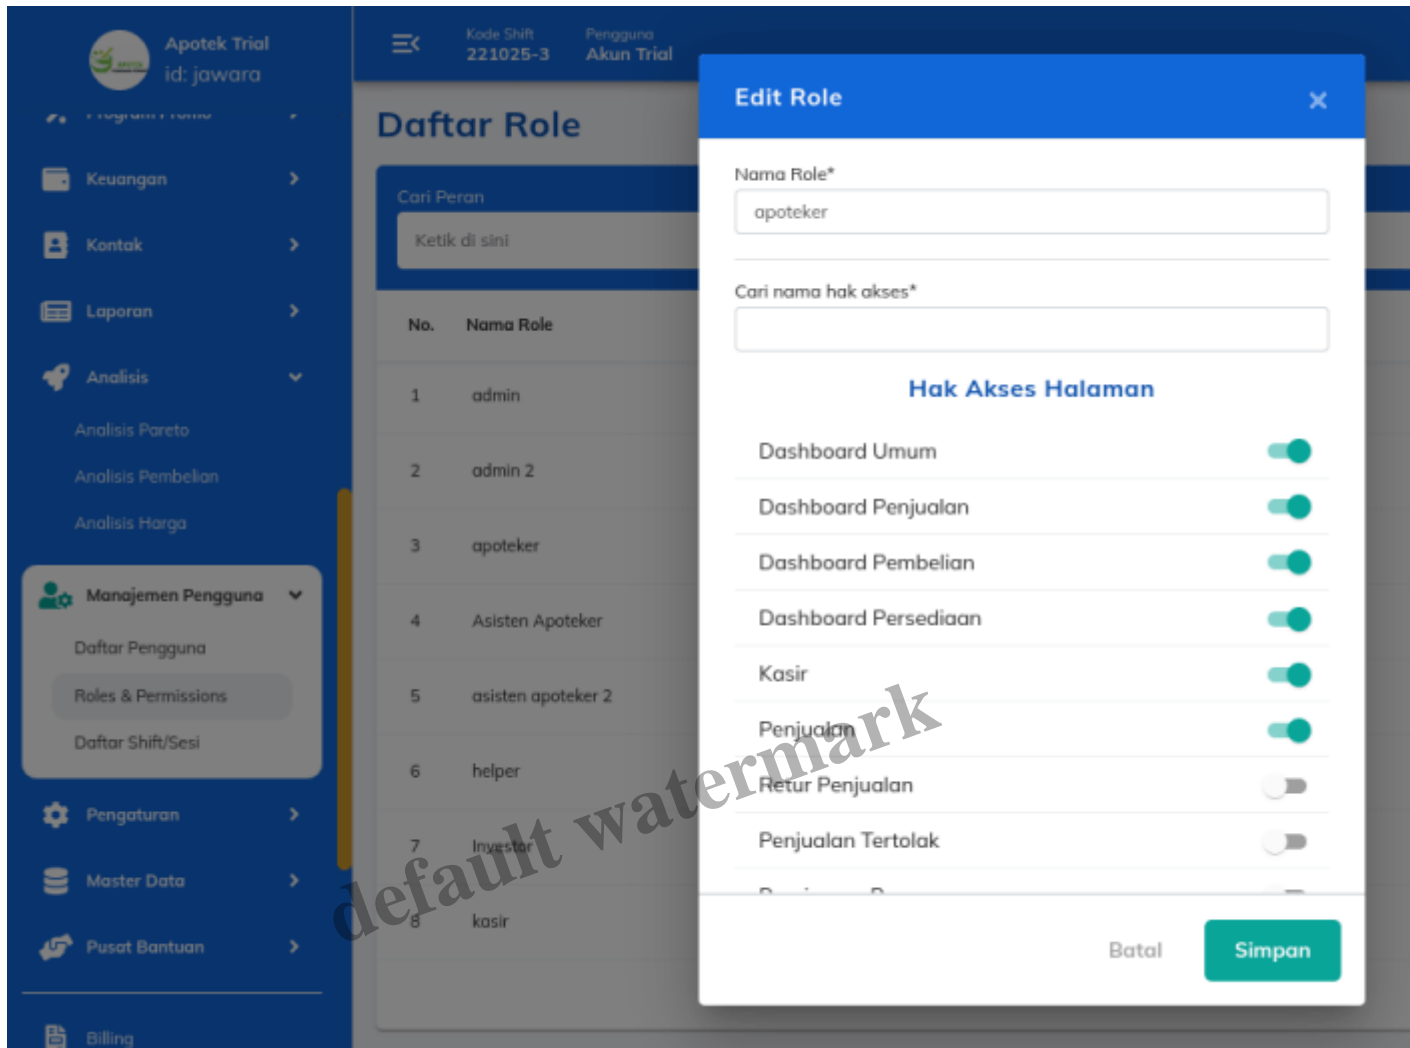 Apotek Trial
id: jawara
Program Promo
Keuangan
Kontak
Laporan
Analisis
Analisis Pareto
Analisis Pembelian
Analisis Harga
Manajemen Pengguna
Daftar Pengguna
Roles & Permissions
Daftar Shift/Sesi
Pengaturan
Master Data
Pusat Bantuan
Billing
Kode Shift
221025-3
Pengguna
Akun Trial
Daftar Role
Cari Peran
Ketik di sini
No. Nama Role
1 admin
2 admin 2
3 apoteker
4 Asisten Apoteker
5 asisten apoteker 2
6 helper
7 Investor
8 kasir
Edit Role
Nama Role*
apoteker
Cari nama hak akses*
Hak Akses Halaman
Dashboard Umum
Dashboard Penjualan
Dashboard Pembelian
Dashboard Persediaan
Kasir
Penjualan
Retur Penjualan
Penjualan Tertolak
Batal
Simpan
default watermark